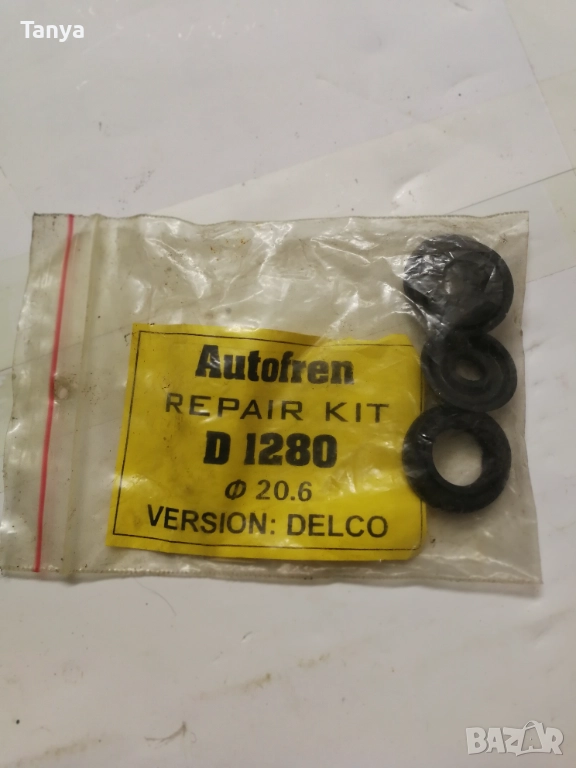 Tanya
Autofren
REPAIR KIT
D 1280
Φ 20.6
VERSION: DELCO
BAZAR